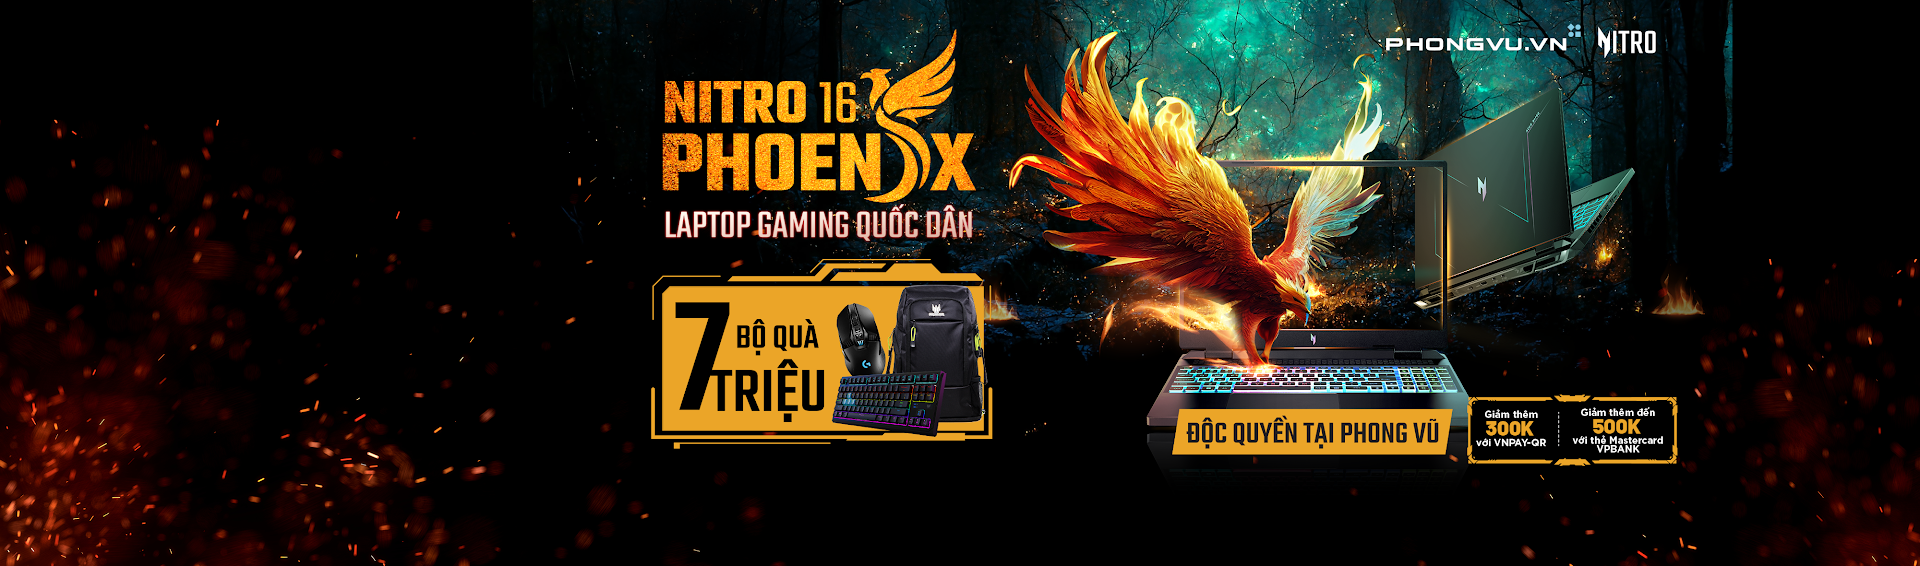 PHONGVU.VN NITRO
NITRO 16
PHOENIX
LAPTOP GAMING QUỐC DÂN
7
BỘ QUÀ
TRIỆU
ĐỘC QUYỀN TẠI PHONG VŨ
Giảm thêm
300K
với VNPAY-QR
Giảm thêm đến
500K
với thẻ Mastercard
VPBANK